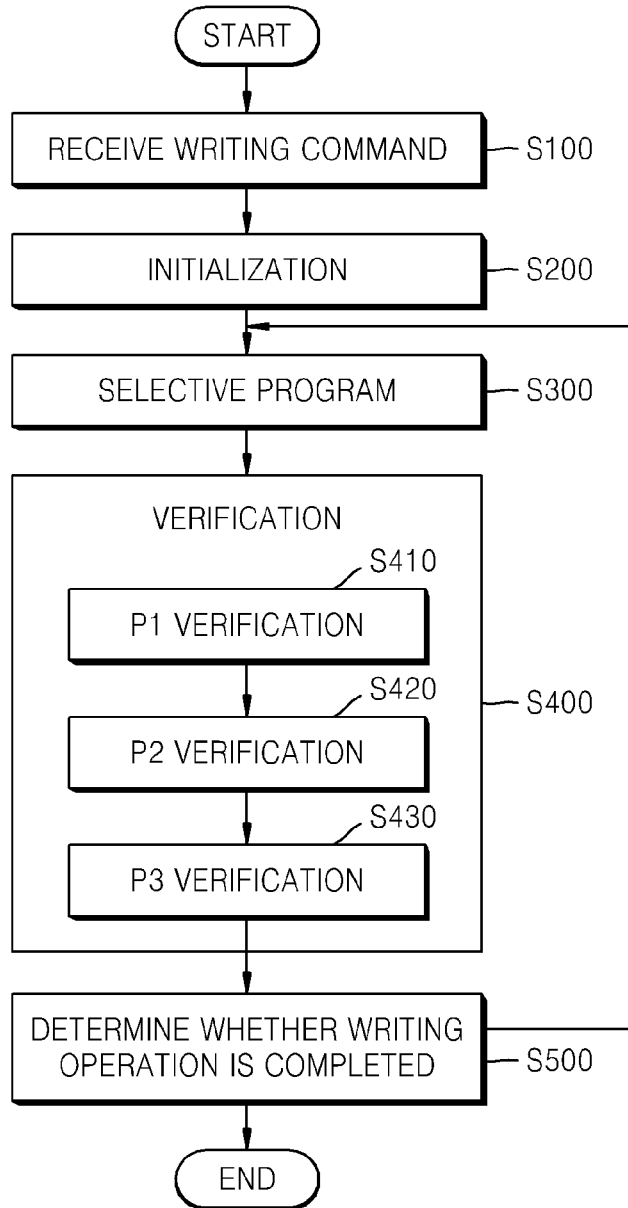 START
RECEIVE WRITING COMMAND
S100
INITIALIZATION
S200
SELECTIVE PROGRAM
S300
VERIFICATION
S410
P1 VERIFICATION
S420
P2 VERIFICATION
S400
S430
P3 VERIFICATION
DETERMINE WHETHER WRITING
OPERATION IS COMPLETED
S500
END